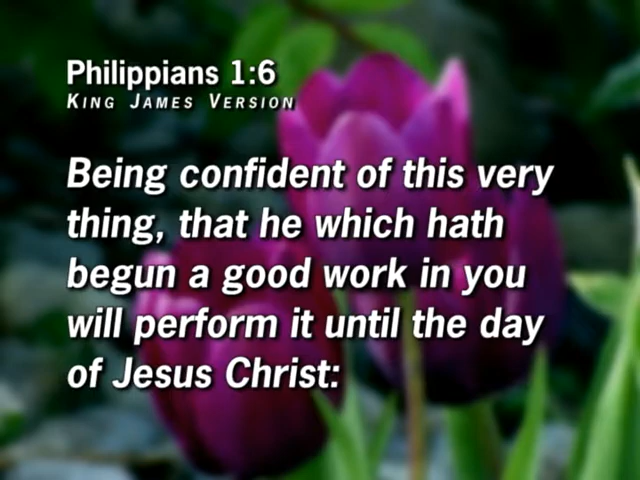 Philippians 1:6
King James Version
Being confident of this very
thing, that he which hath
begun a good work in you
will perform it until the day
of Jesus Christ: